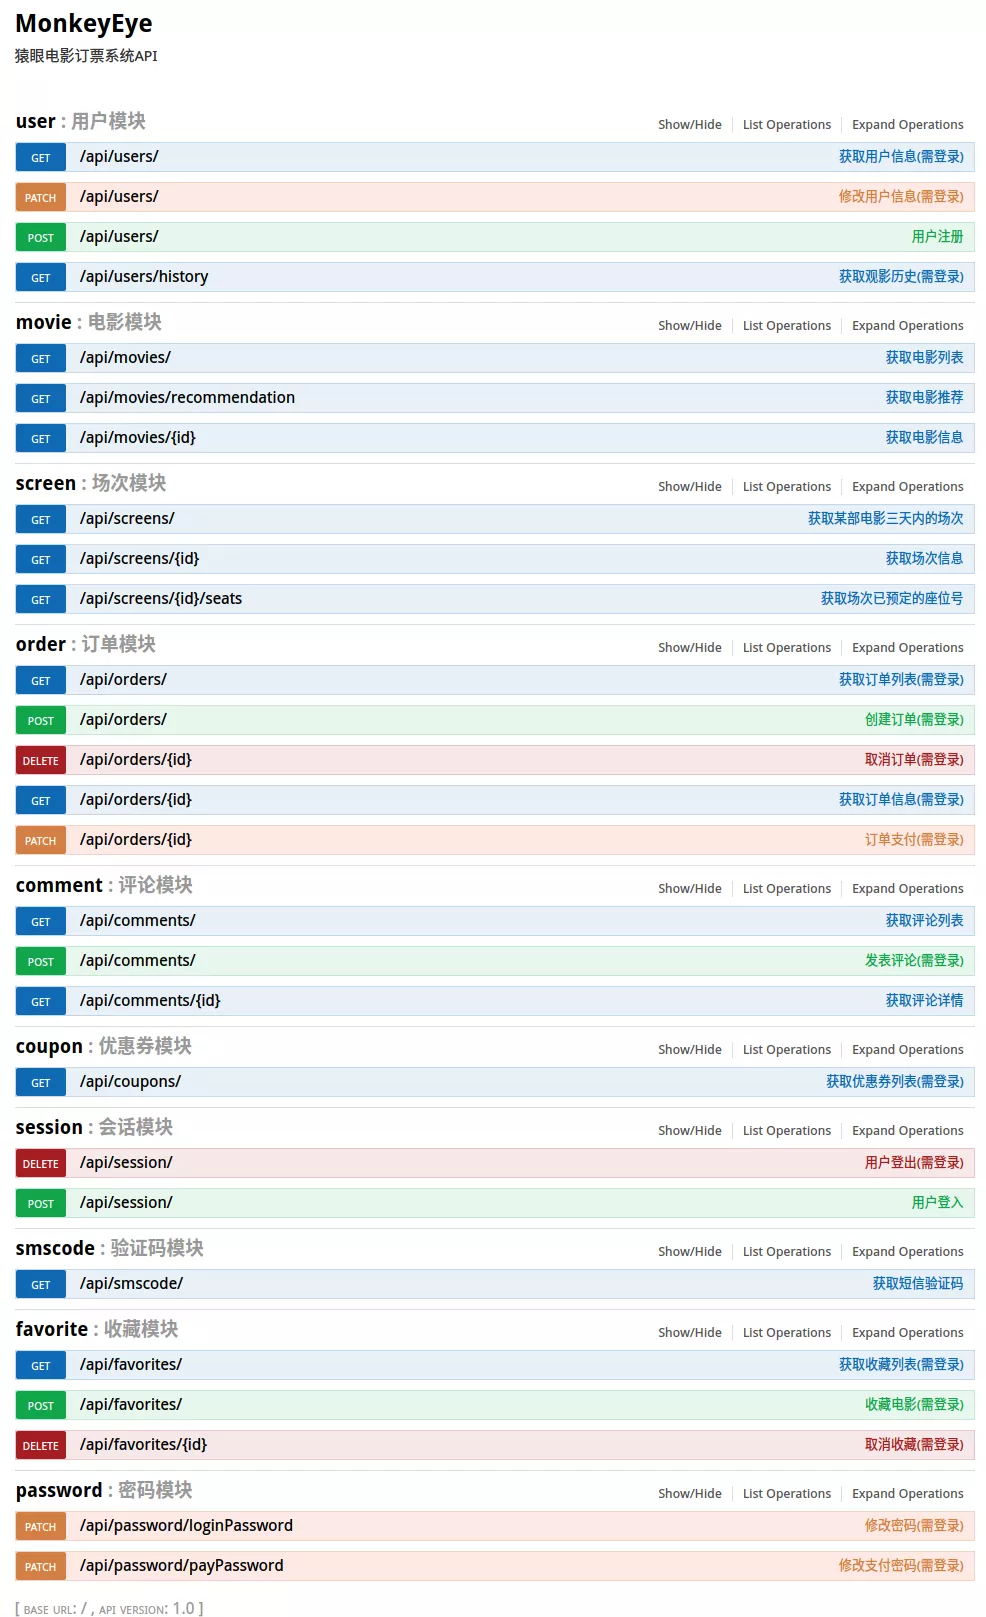 MonkeyEye
猿眼电影订票系统API
user : 用户模块 Show/Hide List Operations Expand Operations
GET /api/users/ 获取用户信息(需登录)
PATCH /api/users/ 修改用户信息(需登录)
POST /api/users/ 用户注册
GET /api/users/history 获取观影历史(需登录)
movie : 电影模块 Show/Hide List Operations Expand Operations
GET /api/movies/ 获取电影列表
GET /api/movies/recommendation 获取电影推荐
GET /api/movies/{id} 获取电影信息
screen : 场次模块 Show/Hide List Operations Expand Operations
GET /api/screens/ 获取某部电影三天内的场次
GET /api/screens/{id} 获取场次信息
GET /api/screens/{id}/seats 获取场次已预定的座位号
order : 订单模块 Show/Hide List Operations Expand Operations
GET /api/orders/ 获取订单列表(需登录)
POST /api/orders/ 创建订单(需登录)
DELETE /api/orders/{id} 取消订单(需登录)
GET /api/orders/{id} 获取订单信息(需登录)
PATCH /api/orders/{id} 订单支付(需登录)
comment : 评论模块 Show/Hide List Operations Expand Operations
GET /api/comments/ 获取评论列表
POST /api/comments/ 发表评论(需登录)
GET /api/comments/{id} 获取评论详情
coupon : 优惠券模块 Show/Hide List Operations Expand Operations
GET /api/coupons/ 获取优惠券列表(需登录)
session : 会话模块 Show/Hide List Operations Expand Operations
DELETE /api/session/ 用户登出(需登录)
POST /api/session/ 用户登入
smscode : 验证码模块 Show/Hide List Operations Expand Operations
GET /api/smscode/ 获取短信验证码
favorite : 收藏模块 Show/Hide List Operations Expand Operations
GET /api/favorites/ 获取收藏列表(需登录)
POST /api/favorites/ 收藏电影(需登录)
DELETE /api/favorites/{id} 取消收藏(需登录)
password : 密码模块 Show/Hide List Operations Expand Operations
PATCH /api/password/loginPassword 修改密码(需登录)
PATCH /api/password/payPassword 修改支付密码(需登录)
[ BASE URL: / , API VERSION: 1.0 ]